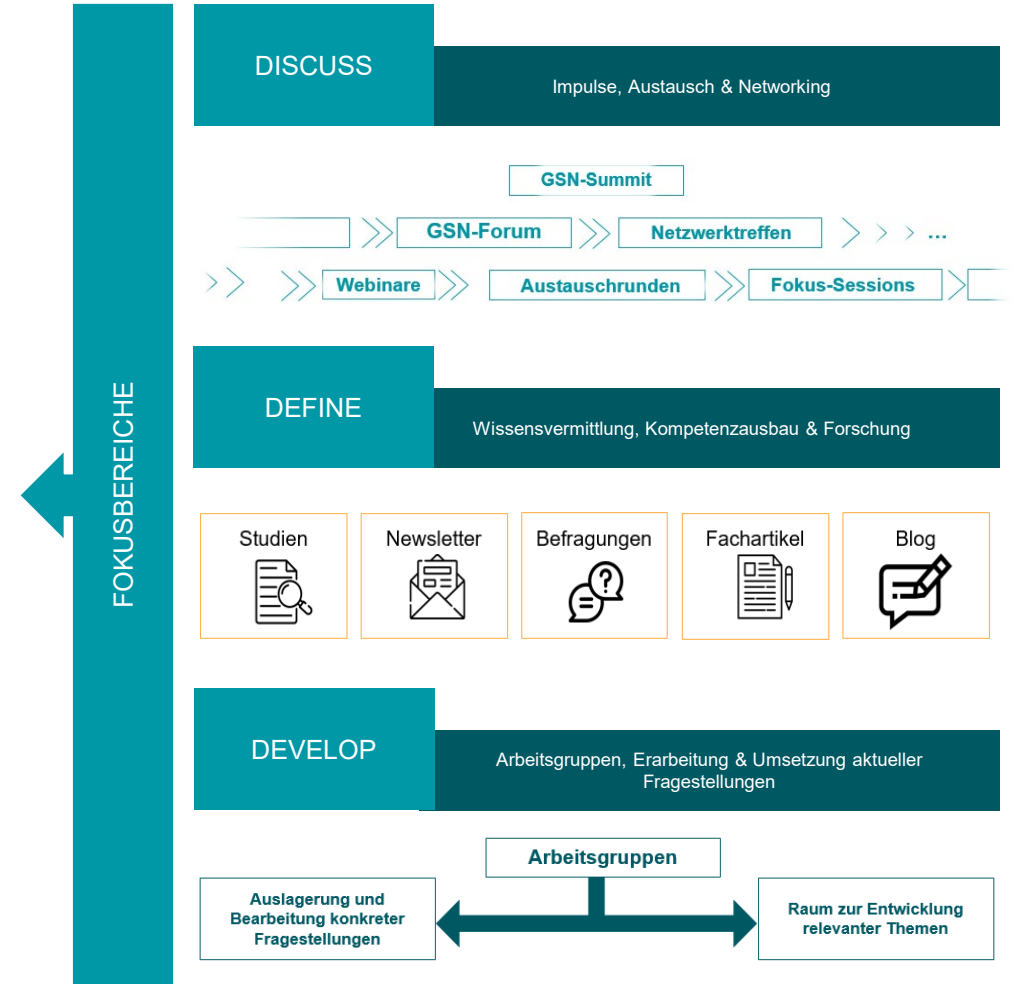 FOKUSBEREICHE
DISCUSS
Impulse, Austausch & Networking
GSN-Summit
GSN-Forum
Netzwerktreffen
...
Webinare
Austauschrunden
Fokus-Sessions
DEFINE
Wissensvermittlung, Kompetenzausbau & Forschung
Studien
Newsletter
Befragungen
?
Fachartikel
Blog
DEVELOP
Arbeitsgruppen, Erarbeitung & Umsetzung aktueller
Fragestellungen
Arbeitsgruppen
Auslagerung und
Bearbeitung konkreter
Fragestellungen
Raum zur Entwicklung
relevanter Themen